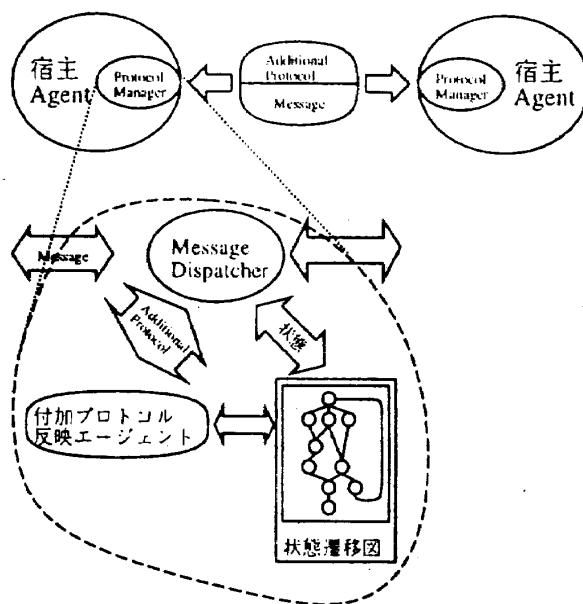 宿主
Agent
Protocol
Manager
Additional
Protocol
Message
Protocol
Manager
宿主
Agent
Message
Message
Dispatcher
Additional
Protocol
状態
付加プロトコル
反映エージェント
状態遷移図